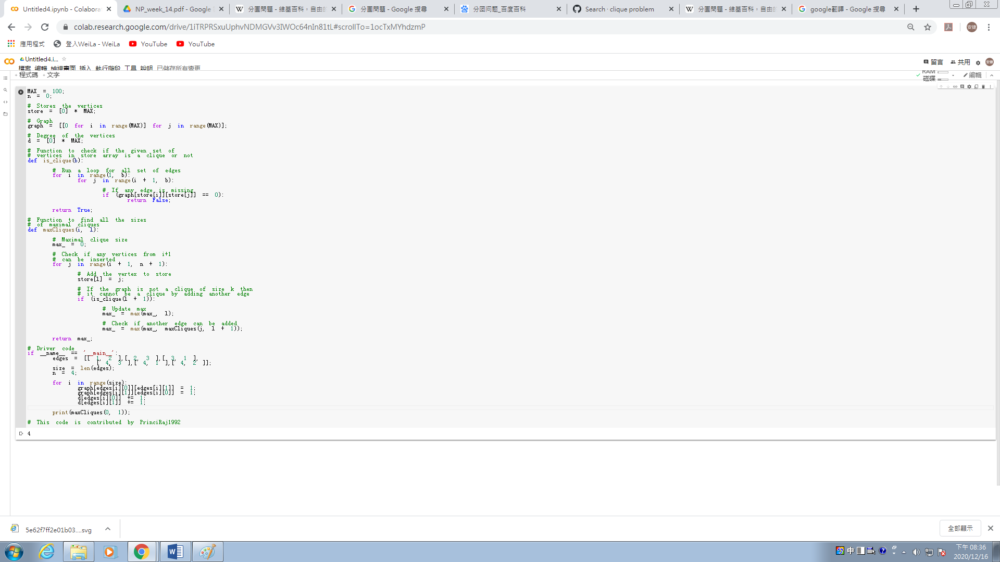 Untitled4.ipynb - Colabora
NP_week_14.pdf - Google
分團問題 - 維基百科，自由的
分團問題 - Google 搜尋
分团问题_百度百科
Search · clique problem
分團問題 - 維基百科，自由的
google翻譯 - Google 搜尋
colab.research.google.com/drive/1iTRPRSxuUphvNDMGVv3IWOc64nIn81tL#scrollTo=1ocTxMYhdzmP
安捷
應用程式
登入WeiLa - WeiLa
YouTube
YouTube
Untitled4.i...
檔案 編輯 檢視畫面 插入 執行階段 工具 說明 已儲存所有變更
留言
共用
安捷
+ 程式碼 + 文字
RAM
磁碟
編輯
MAX = 100;
n = 0;
# Stores the vertices
store = [0] * MAX;
# Graph
graph = [[0 for i in range(MAX)] for j in range(MAX)];
# Degree of the vertices
d = [0] * MAX;
# Function to check if the given set of
# vertices in store array is a clique or not
def is_clique(b):
# Run a loop for all set of edges
for i in range(1, b):
for j in range(i + 1, b):
# If any edge is missing
if (graph[store[i]][store[j]] == 0):
return False;
return True;
# Function to find all the sizes
# of maximal cliques
def maxCliques(i, l):
# Maximal clique size
max_ = 0;
# Check if any vertices from i+1
# can be inserted
for j in range(i + 1, n + 1):
# Add the vertex to store
store[l] = j;
# If the graph is not a clique of size k then
# it cannot be a clique by adding another edge
if (is_clique(l + 1)):
# Update max
max_ = max(max_, l);
# Check if another edge can be added
max_ = max(max_, maxCliques(j, l + 1));
return max_;
# Driver code
if __name__ == '__main__':
edges = [[ 1, 2 ],[ 2, 3 ],[ 3, 1 ],
[ 4, 3 ],[ 4, 1 ],[ 4, 2 ]];
size = len(edges);
n = 4;
for i in range(size):
graph[edges[i][0]][edges[i][1]] = 1;
graph[edges[i][1]][edges[i][0]] = 1;
d[edges[i][0]] += 1;
d[edges[i][1]] += 1;
print(maxCliques(0, 1));
# This code is contributed by PrinciRaj1992
4
5e62f7ff2e01b03....svg
全部顯示
中
下午 08:36
2020/12/16